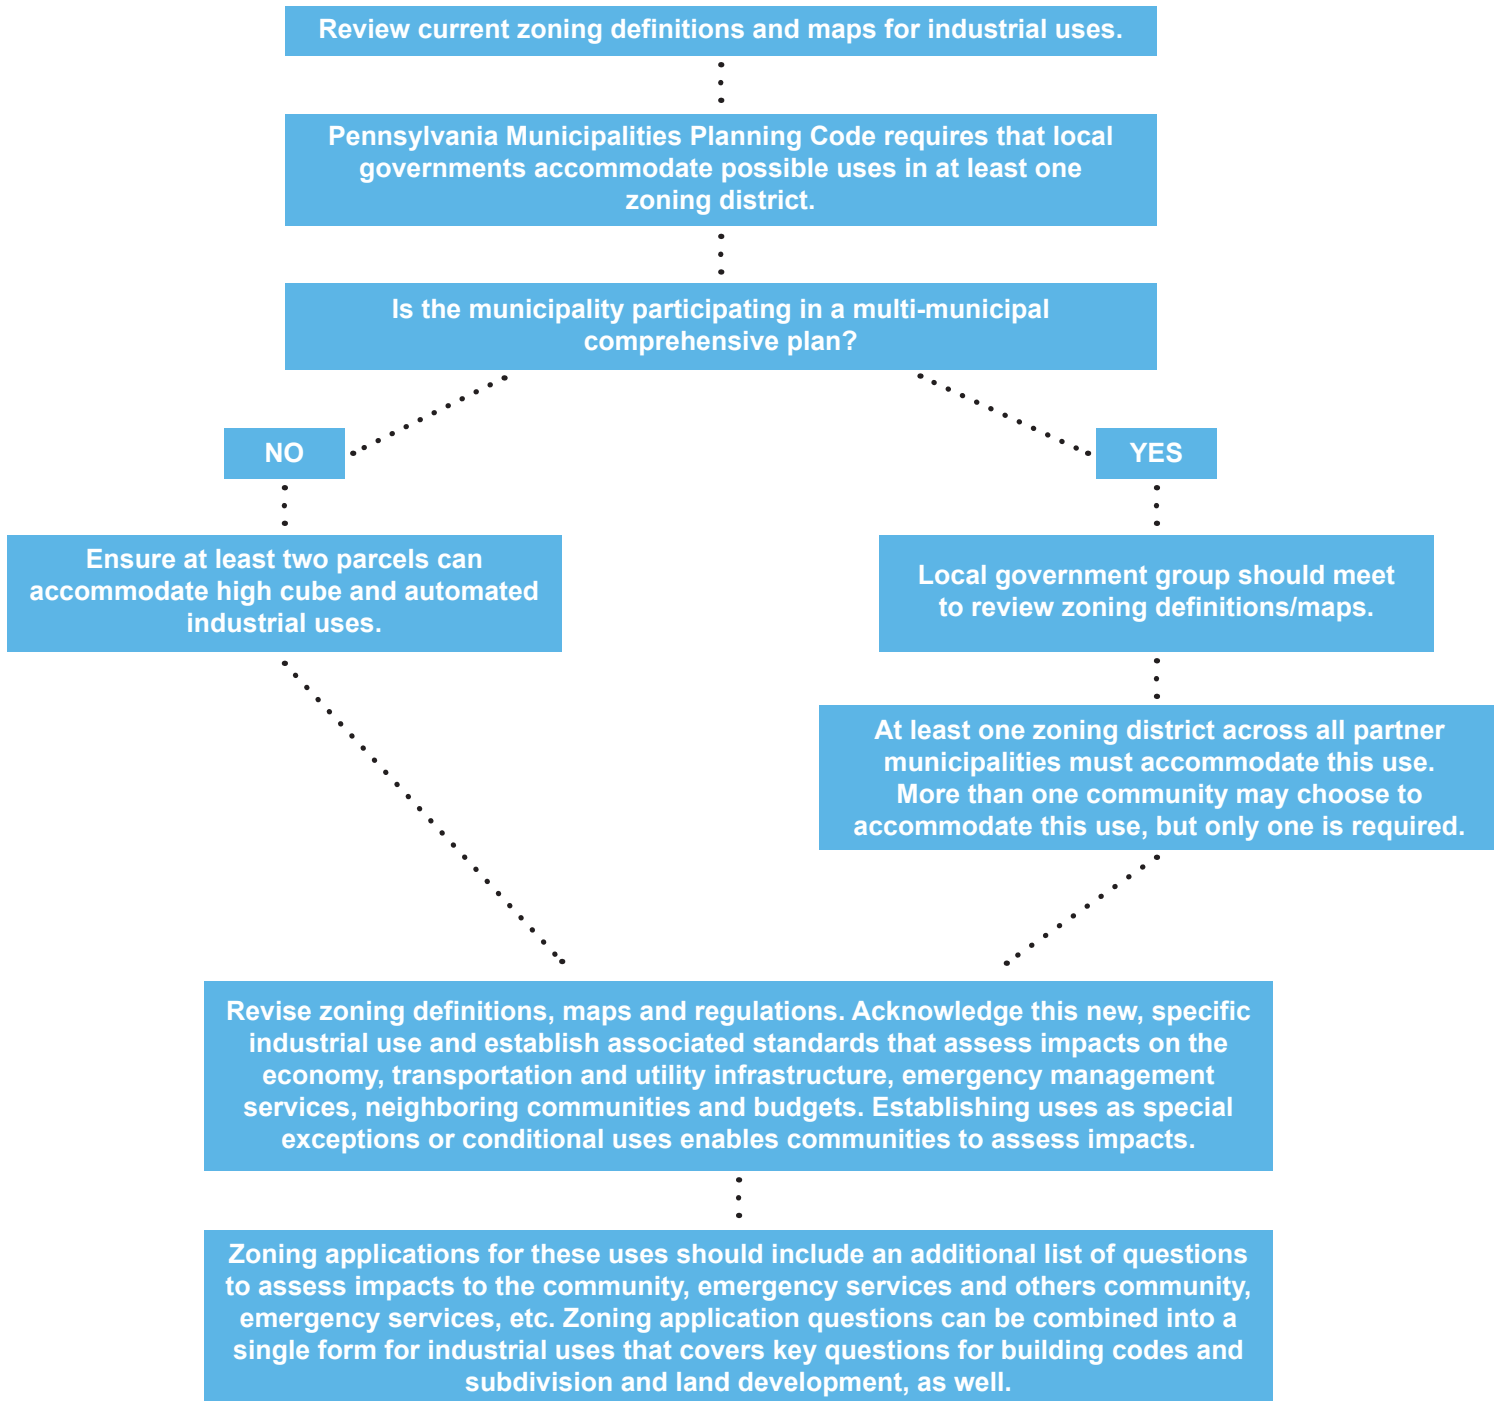 Review current zoning definitions and maps for industrial uses.
Pennsylvania Municipalities Planning Code requires that local
governments accommodate possible uses in at least one
zoning district.
Is the municipality participating in a multi-municipal
comprehensive plan?
NO
YES
Ensure at least two parcels can
accommodate high cube and automated
industrial uses.
Local government group should meet
to review zoning definitions/maps.
At least one zoning district across all partner
municipalities must accommodate this use.
More than one community may choose to
accommodate this use, but only one is required.
Revise zoning definitions, maps and regulations. Acknowledge this new, specific
industrial use and establish associated standards that assess impacts on the
economy, transportation and utility infrastructure, emergency management
services, neighboring communities and budgets. Establishing uses as special
exceptions or conditional uses enables communities to assess impacts.
Zoning applications for these uses should include an additional list of questions
to assess impacts to the community, emergency services and others community,
emergency services, etc. Zoning application questions can be combined into a
single form for industrial uses that covers key questions for building codes and
subdivision and land development, as well.